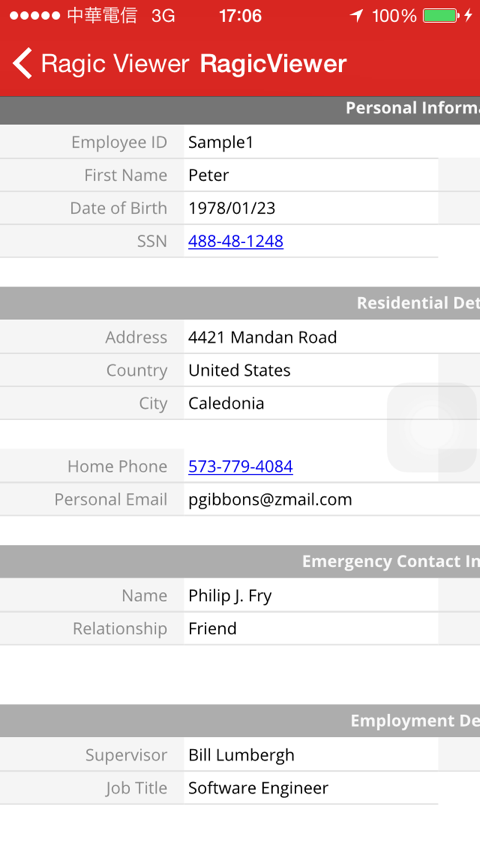 中華電信 3G 17:06 100%
Ragic Viewer RagicViewer
Personal Informa
Employee ID Sample1
First Name Peter
Date of Birth 1978/01/23
SSN 488-48-1248
Residential Det
Address 4421 Mandan Road
Country United States
City Caledonia
Home Phone 573-779-4084
Personal Email pgibbons@zmail.com
Emergency Contact In
Name Philip J. Fry
Relationship Friend
Employment De
Supervisor Bill Lumbergh
Job Title Software Engineer